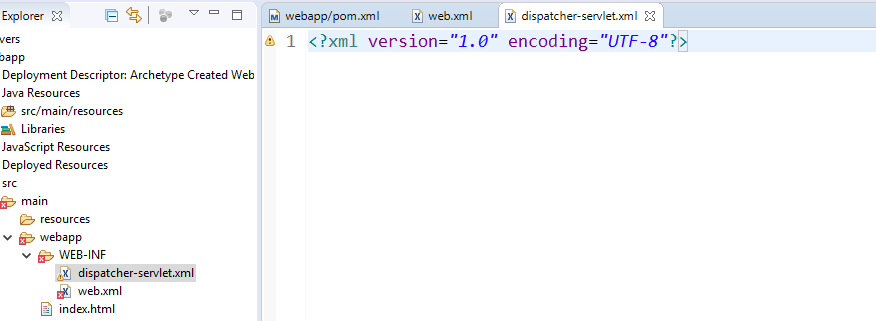 Explorer
vers
bapp
Deployment Descriptor: Archetype Created Web
Java Resources
src/main/resources
Libraries
JavaScript Resources
Deployed Resources
src
main
resources
webapp
WEB-INF
dispatcher-servlet.xml
web.xml
index.html
webapp/pom.xml
web.xml
dispatcher-servlet.xml
1 <?xml version="1.0" encoding="UTF-8"?>